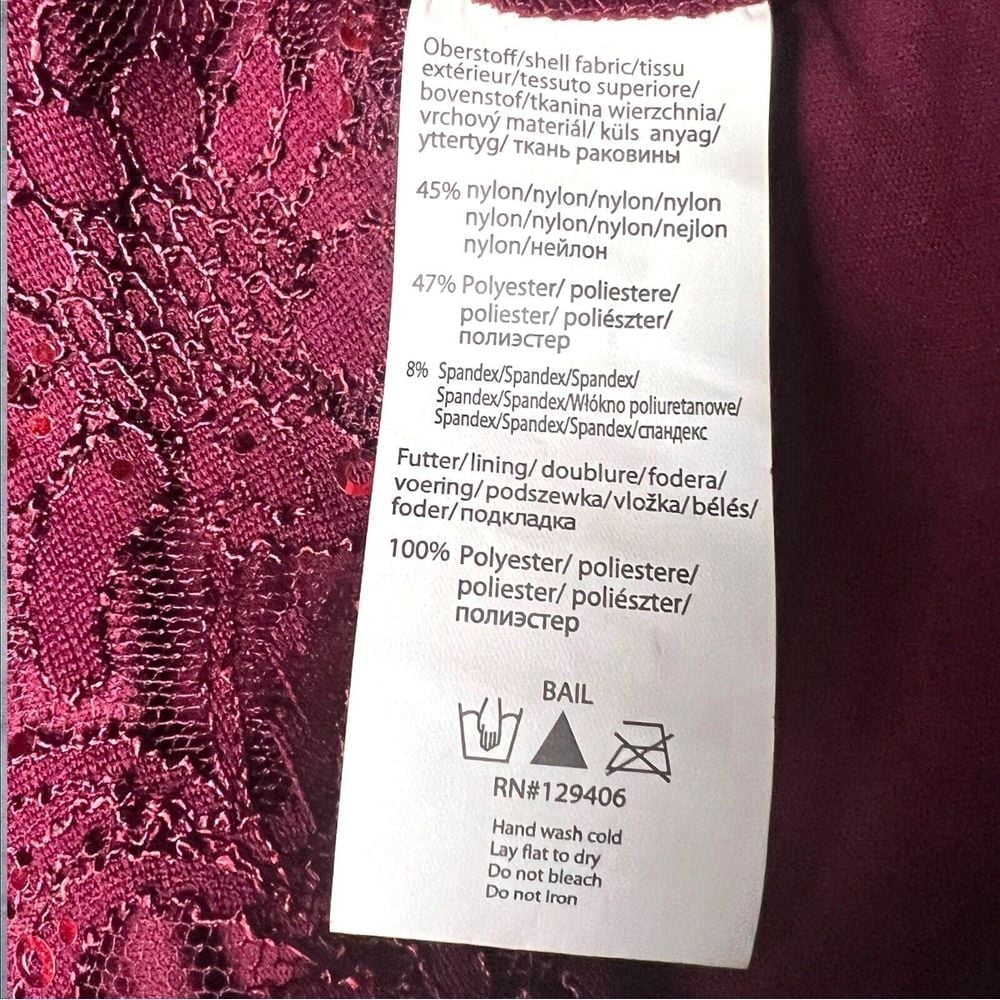 Oberstoff/shell fabric/tissu
extérieur/tessuto superiore/
bovenstof/tkanina wierzchnia/
vrchový materiál/ küls anyag/
yttertyg/ ткань раковины
45% nylon/nylon/nylon/nylon
nylon/nylon/nylon/nejlon
nylon/нейлон
47% Polyester/ poliestere/
poliester/ poliészter/
полиэстер
8% Spandex/Spandex/Spandex/
Spandex/Spandex/Włókno poliuretanowe/
Spandex/Spandex/Spandex/спандекс
Futter/lining/ doublure/fodera/
voering/podszewka/vložka/bélés/
foder/подкладка
100% Polyester/ poliestere/
poliester/ poliészter/
полиэстер
BAIL
RN#129406
Hand wash cold
Lay flat to dry
Do not bleach
Do not Iron